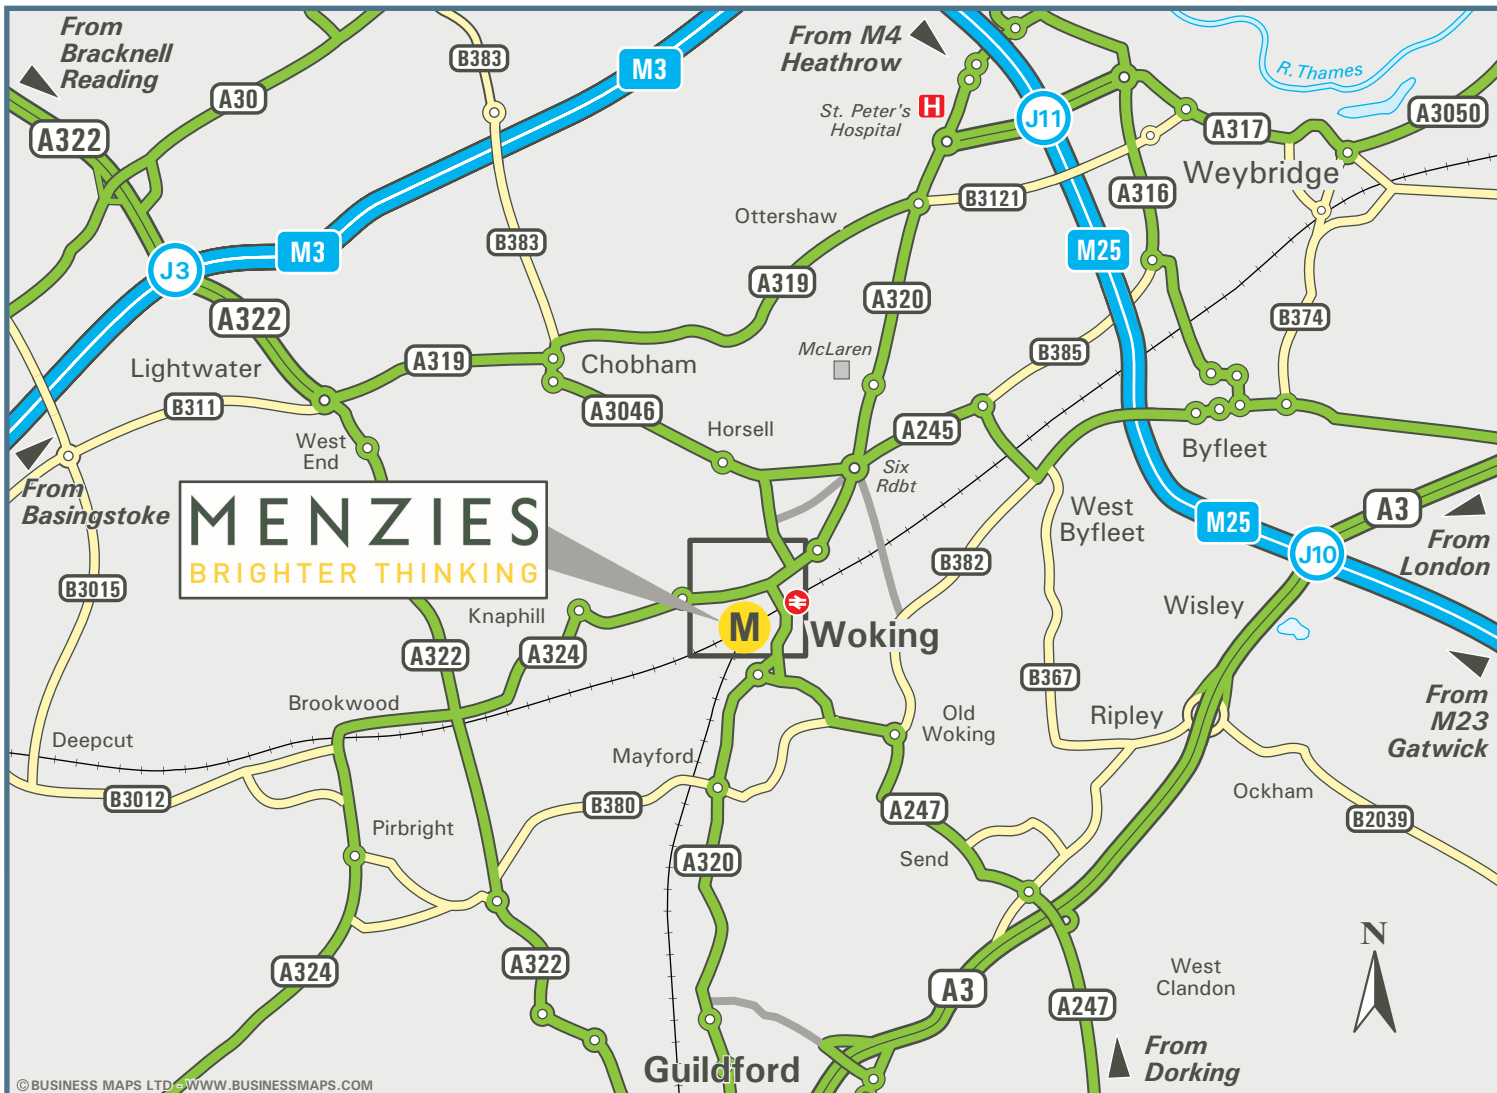 From
Bracknell
Reading
A322
A30
B383
M3
From M4
Heathrow
St. Peter's
Hospital
H
J11
R. Thames
A317
A3050
Weybridge
B3121
A316
Ottershaw
J3
M3
B383
M25
A322
A319
A320
B374
Lightwater
A319
Chobham
McLaren
B385
B311
A3046
Horsell
A245
Byfleet
West
End
Six
Rdbt
From
Basingstoke
MENZIES
BRIGHTER THINKING
West
Byfleet
M25
A3
From
London
J10
B3015
B382
Knaphill
M
Woking
Wisley
A322
A324
B367
Brookwood
Old
Woking
Ripley
From
M23
Gatwick
Deepcut
Mayford
B3012
B380
A247
Ockham
B2039
Pirbright
A320
Send
A324
A322
A3
West
Clandon
N
A247
From
Dorking
Guildford
© BUSINESS MAPS LTD - WWW.BUSINESSMAPS.COM